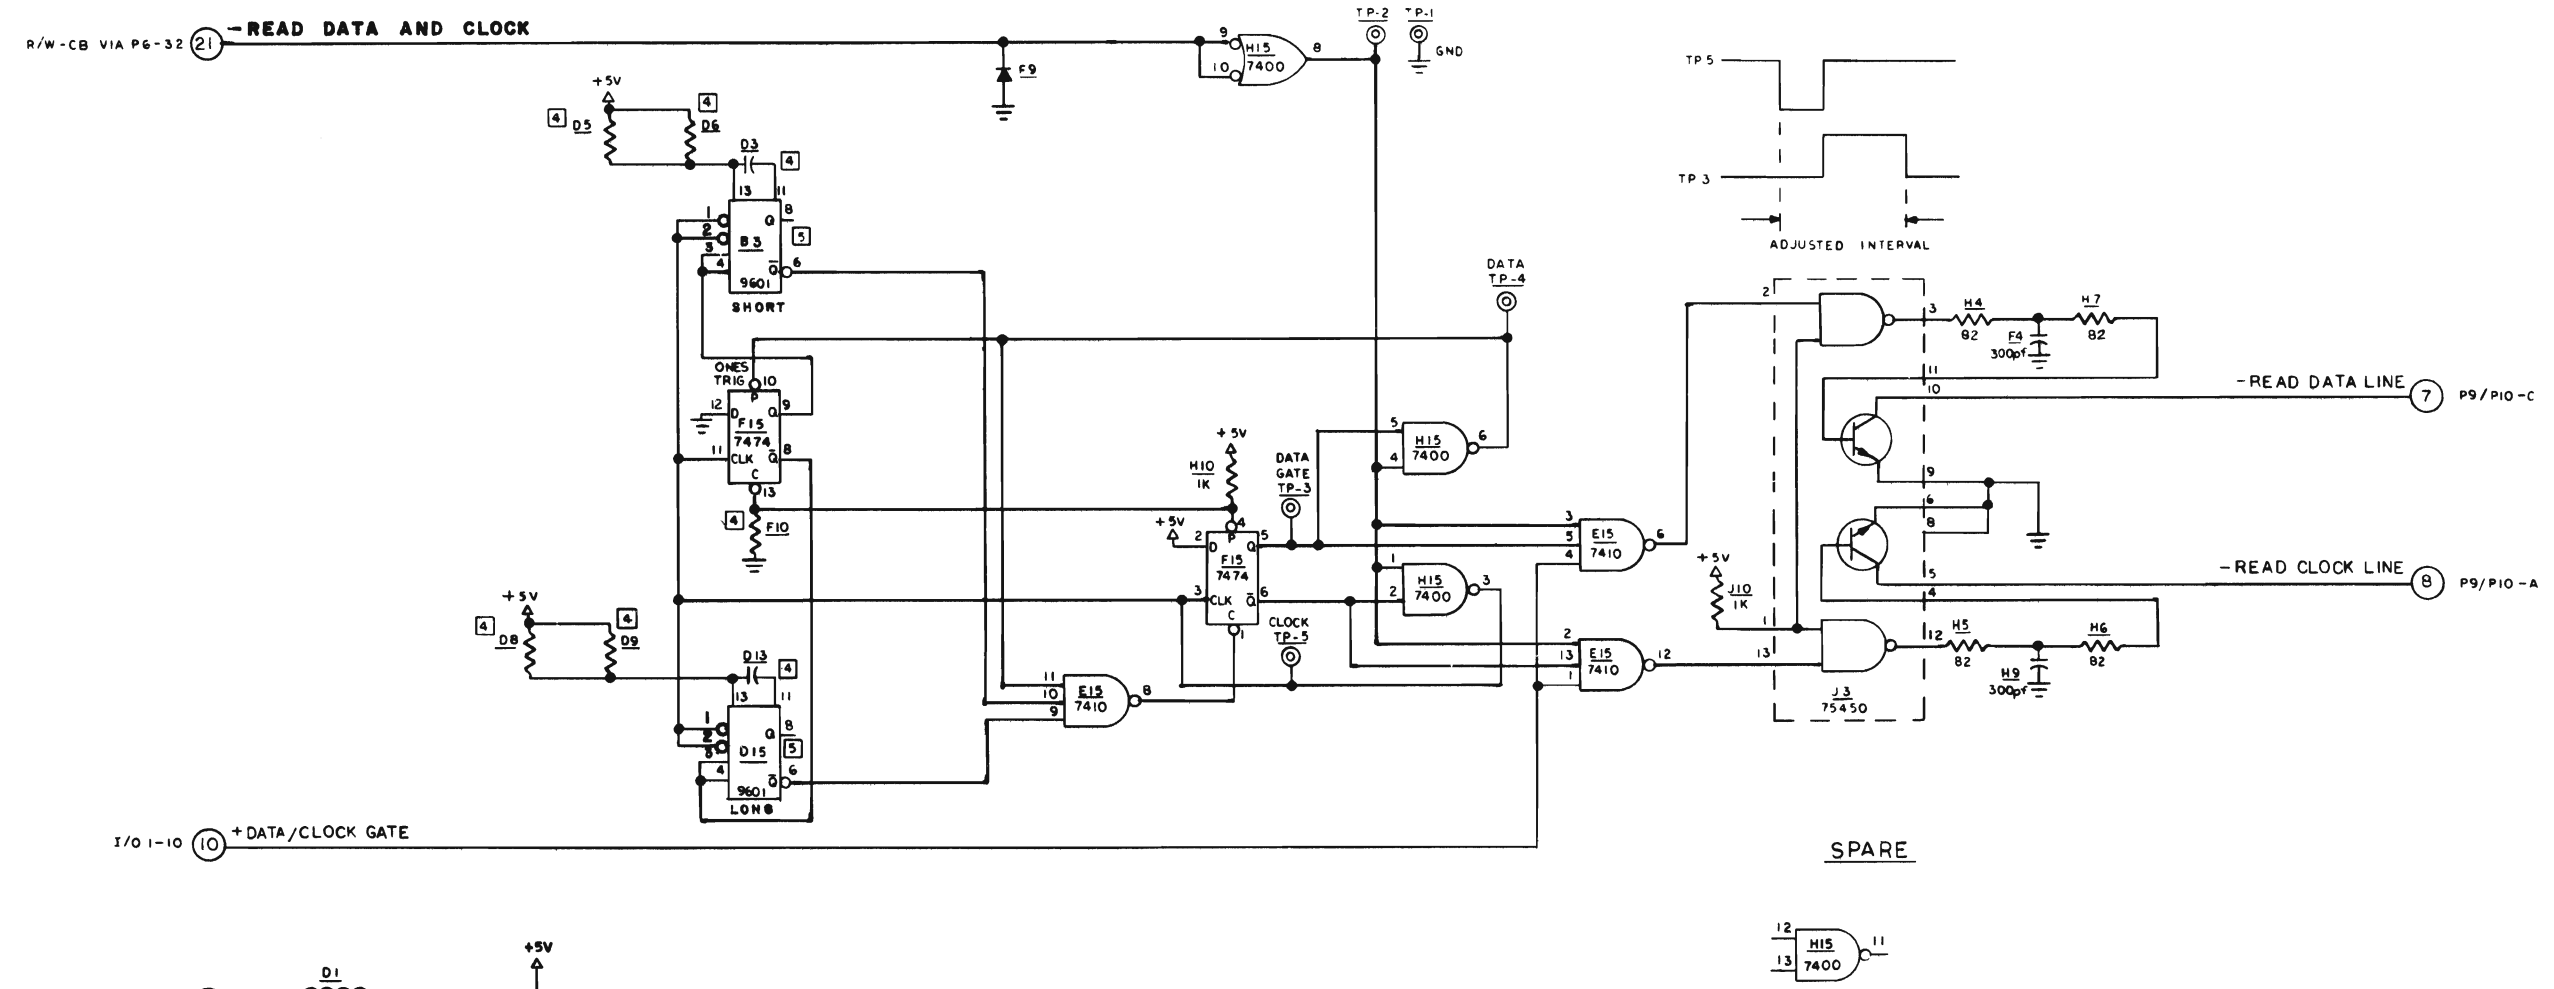 -READ DATA AND CLOCK
R/W-CB VIA P6-32 21
TP-2 TP-1
GND
9
10
H15
7400
8
F9
+5V
4 D5
4
D6
D3
4
13 11
1
2
3
4
B3
9601
Q 8
5
Q̅ 6
SHORT
TP 5
TP 3
ADJUSTED INTERVAL
DATA
TP-4
ONES
TRIG 10
P
12 D Q 9
F15
7474
11 CLK Q̅ 8
C
13
4 F10
+5V
H10
1K
DATA
GATE
TP-3
+5V
4
P
2 D Q 5
F15
7474
3 CLK Q̅ 6
C
1
CLOCK
TP-5
5
4
H15
7400
6
1
2
H15
7400
3
3
5
4
E15
7410
6
2
13
1
E15
7410
12
+5V
J10
1K
2
1
13
3
H4
82
F4
300pf
H7
82
11
10
-READ DATA LINE 7 P9/P10-C
9
6
8
5
-READ CLOCK LINE 8 P9/P10-A
4
12
H5
82
H9
300pf
H6
82
J3
75450
+5V
4 D8
4
D9
D13
4
13 11
1
2
3
4
D15
9601
Q 8
5
Q̅ 6
LONG
11
10
9
E15
7410
8
I/O 1-10 10 +DATA/CLOCK GATE
SPARE
12
13
H15
7400
11
+5V
D1